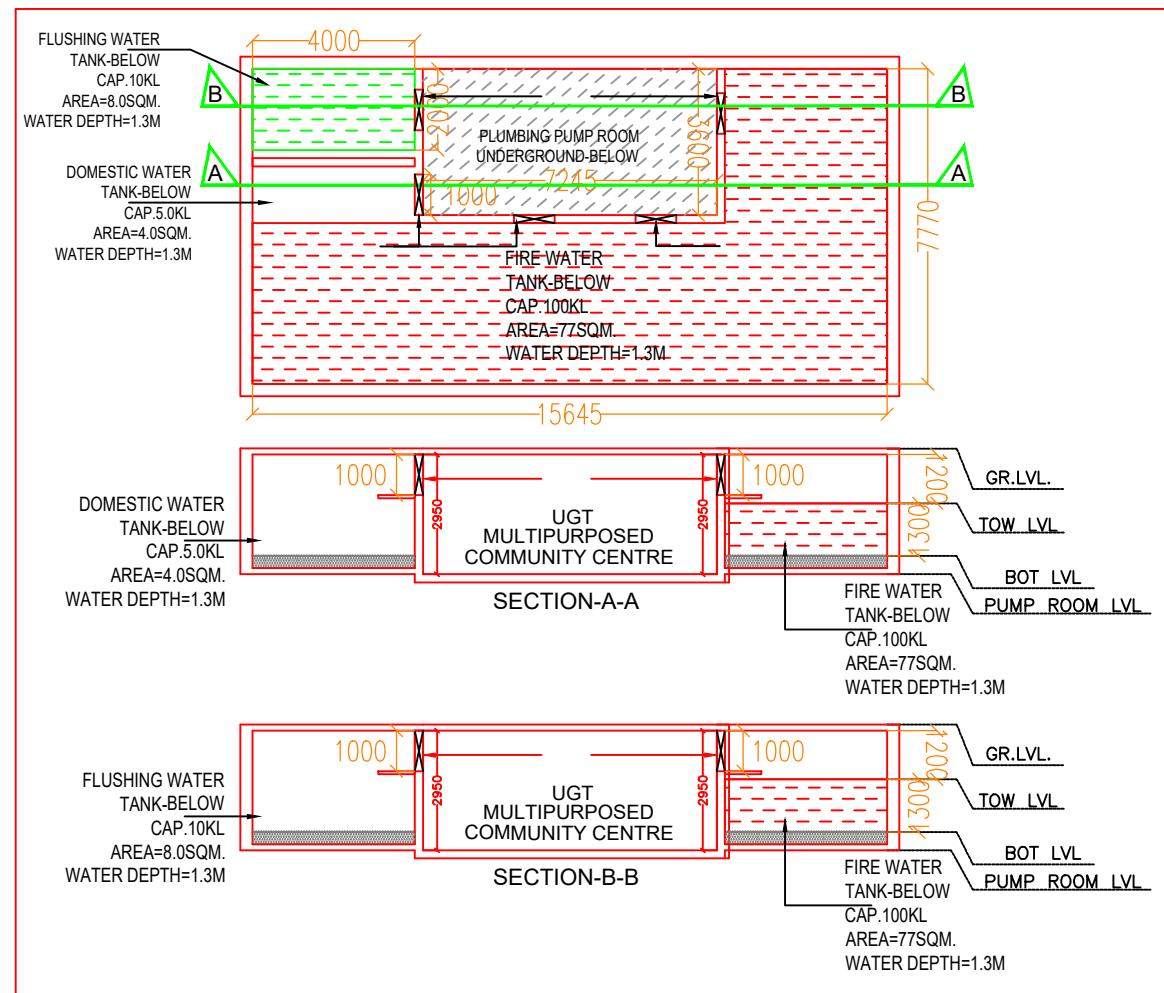 FLUSHING WATER
TANK-BELOW
CAP.10KL
AREA=8.0SQM.
WATER DEPTH=1.3M
4000
B
B
2000
3600
PLUMBING PUMP ROOM
UNDERGROUND-BELOW
7245
DOMESTIC WATER
TANK-BELOW
CAP.5.0KL
AREA=4.0SQM.
WATER DEPTH=1.3M
A
A
1000
7770
FIRE WATER
TANK-BELOW
CAP.100KL
AREA=77SQM.
WATER DEPTH=1.3M
15645
1000
1000
1200
GR.LVL.
DOMESTIC WATER
TANK-BELOW
CAP.5.0KL
AREA=4.0SQM.
WATER DEPTH=1.3M
2950
UGT
MULTIPURPOSED
COMMUNITY CENTRE
2950
1300
TOW LVL
BOT LVL
PUMP ROOM LVL
SECTION-A-A
FIRE WATER
TANK-BELOW
CAP.100KL
AREA=77SQM.
WATER DEPTH=1.3M
1000
1000
1200
GR.LVL.
FLUSHING WATER
TANK-BELOW
CAP.10KL
AREA=8.0SQM.
WATER DEPTH=1.3M
2950
UGT
MULTIPURPOSED
COMMUNITY CENTRE
2950
1300
TOW LVL
BOT LVL
PUMP ROOM LVL
SECTION-B-B
FIRE WATER
TANK-BELOW
CAP.100KL
AREA=77SQM.
WATER DEPTH=1.3M